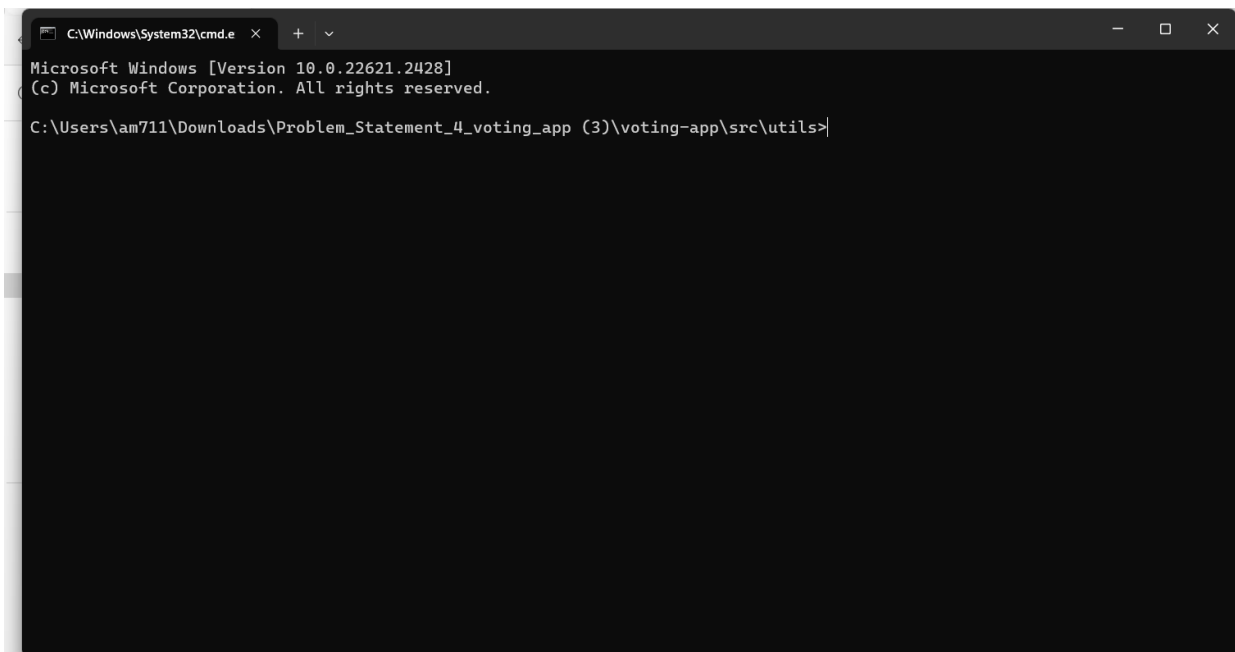 C:\Windows\System32\cmd.e
Microsoft Windows [Version 10.0.22621.2428]
(c) Microsoft Corporation. All rights reserved.
C:\Users\am711\Downloads\Problem_Statement_4_voting_app (3)\voting-app\src\utils>